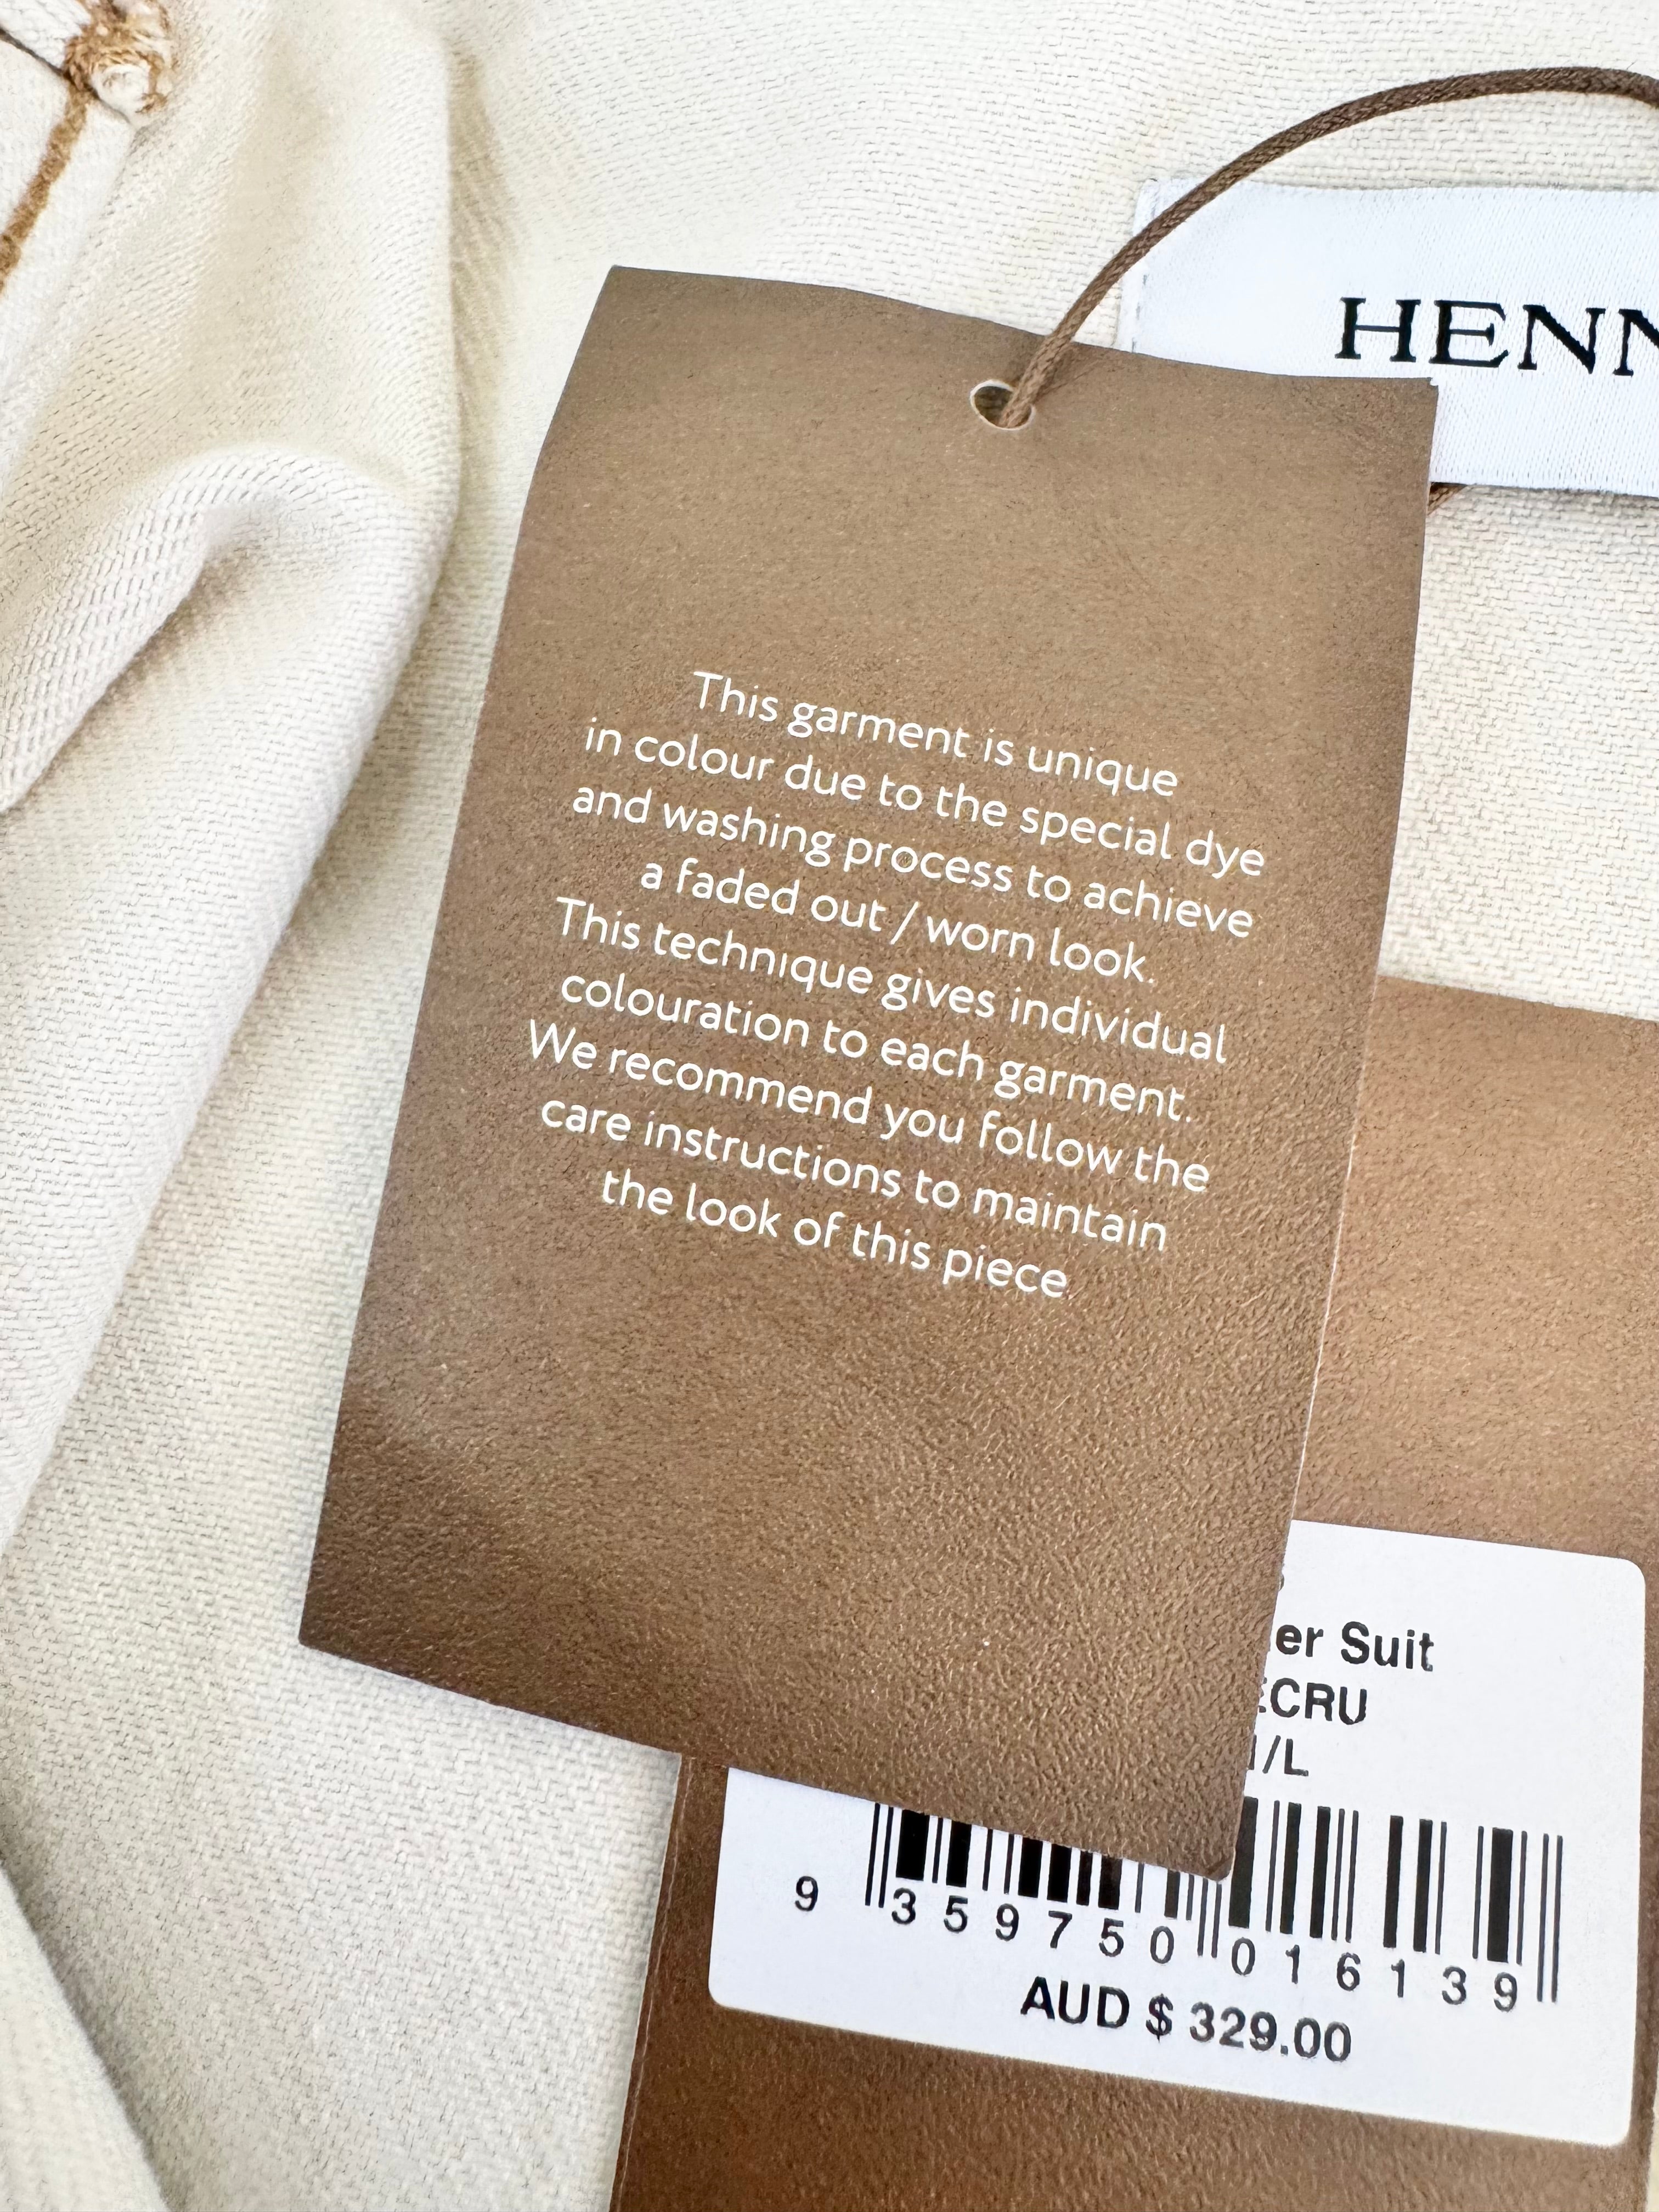 HENN
This garment is unique
in colour due to the special dye
and washing process to achieve
a faded out / worn look.
This technique gives individual
colouration to each garment.
We recommend you follow the
care instructions to maintain
the look of this piece
er Suit
ECRU
/L
9 359750 016139
AUD $ 329.00